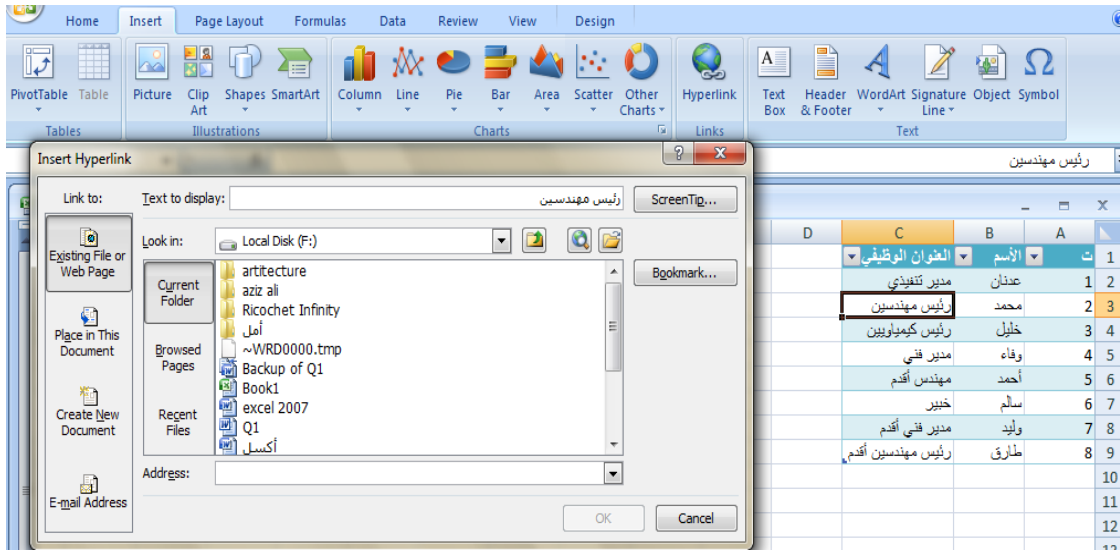 Home Insert Page Layout Formulas Data Review View Design
PivotTable Table Picture Clip Art Shapes SmartArt Column Line Pie Bar Area Scatter Other Charts Hyperlink Text Box Header & Footer WordArt Signature Line Object Symbol
Tables Illustrations Charts Links Text
رئيس مهندسين
Insert Hyperlink
Link to:
Text to display: رئيس مهندسين
ScreenTip...
Existing File or Web Page
Place in This Document
Create New Document
E-mail Address
Look in: Local Disk (F:)
Current Folder
Browsed Pages
Recent Files
artitecture
aziz ali
Ricochet Infinity
أمل
~WRD0000.tmp
Backup of Q1
Book1
excel 2007
Q1
أكسل
Bookmark...
Address:
OK Cancel
D C B A
ت الأسم العنوان الوظيفي 1
1 عدنان مدير تنفيذي 2
2 محمد رئيس مهندسين 3
3 خليل رئيس كيمياويين 4
4 وفاء مدير فني 5
5 أحمد مهندس أقدم 6
6 سالم خبير 7
7 وليد مدير فني أقدم 8
8 طارق رئيس مهندسين أقدم 9
10
11
12